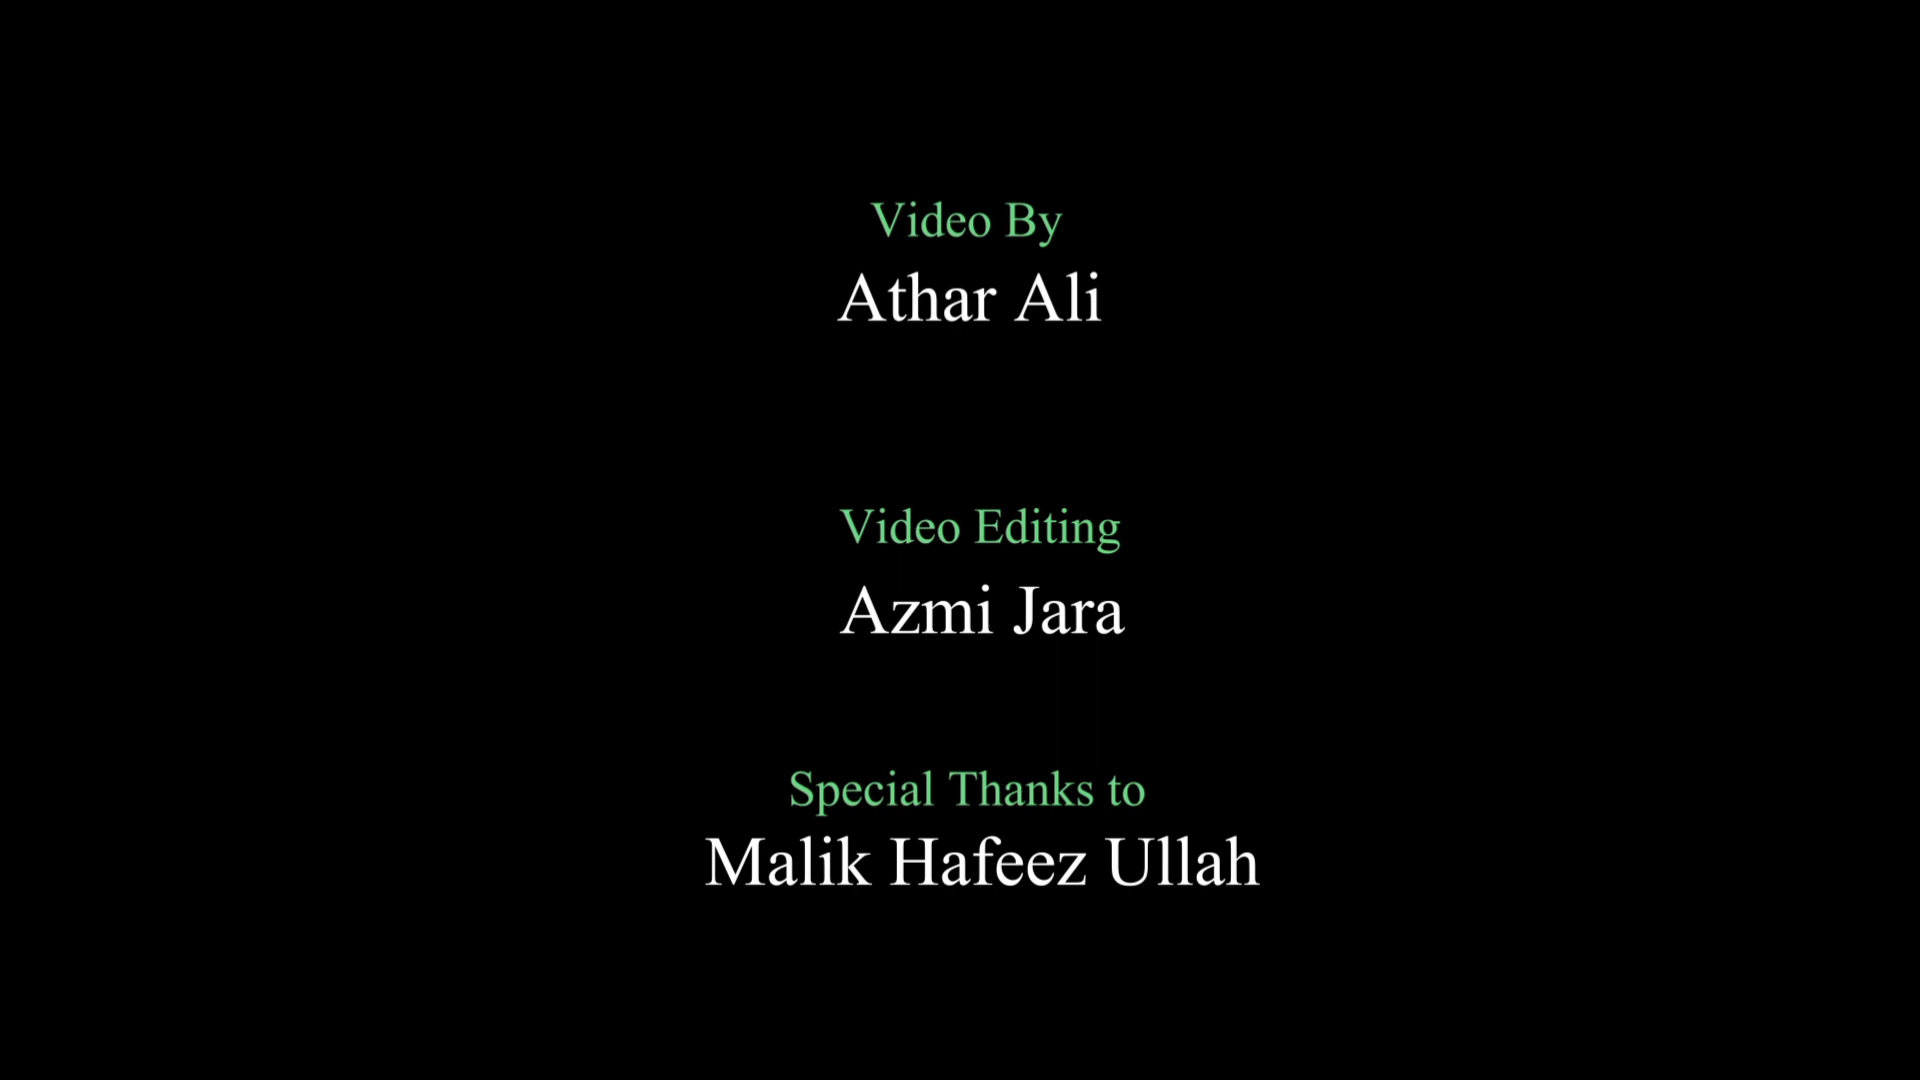 Video By
Athar Ali
Video Editing
Azmi Jara
Special Thanks to
Malik Hafeez Ullah